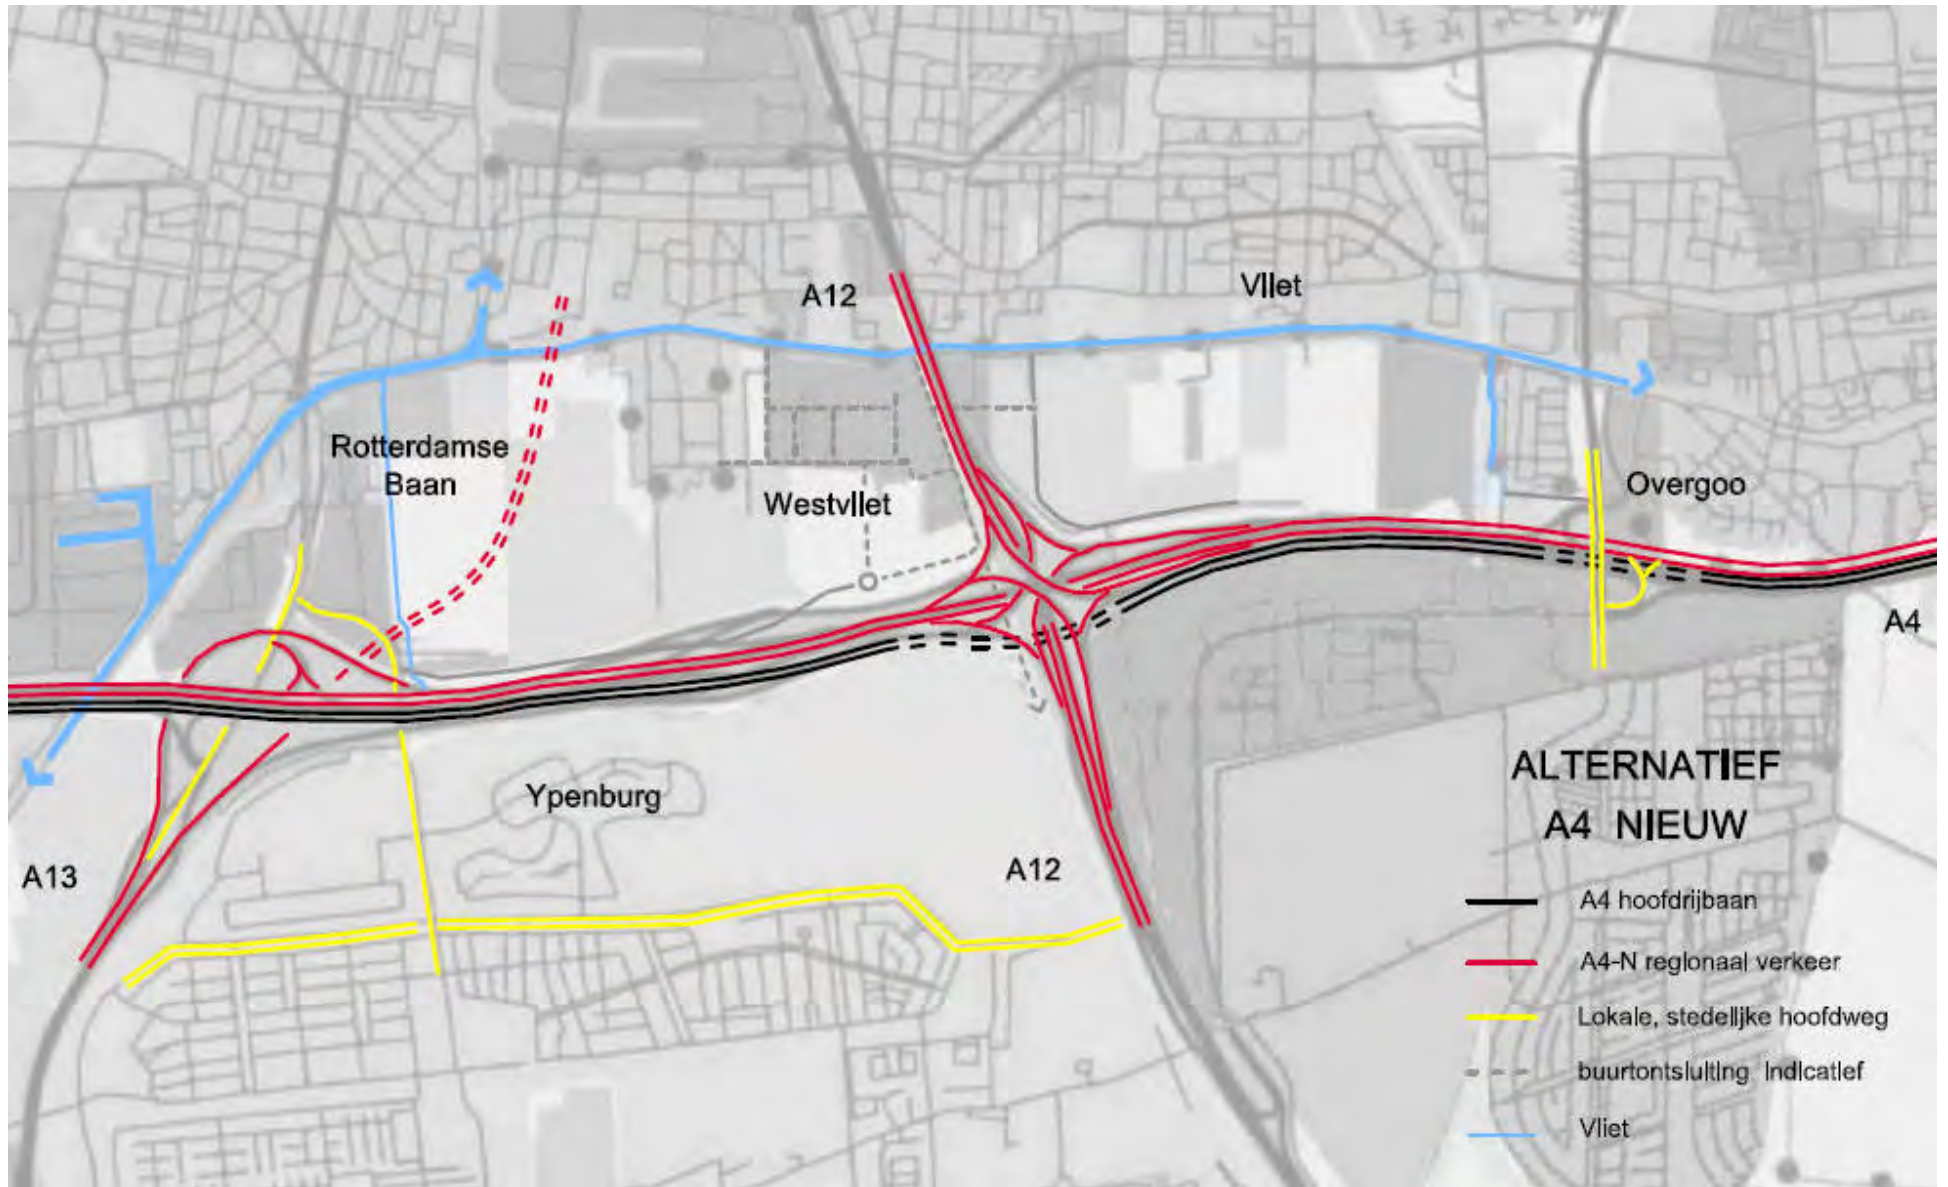 A12
Vliet
Rotterdamse
Baan
Westvliet
Overgoo
A4
Ypenburg
A13
A12
ALTERNATIEF
A4 NIEUW
A4 hoofdrijbaan
A4-N regionaal verkeer
Lokale, stedelijke hoofdweg
buurtontsluiting indicatief
Vliet